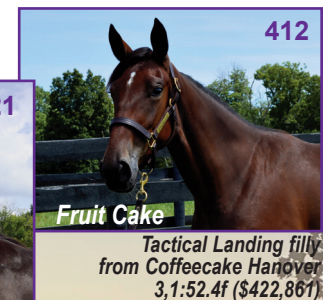 412
Fruit Cake
Tactical Landing filly
from Coffeecake Hanover
3,1:52.4f ($422,861)